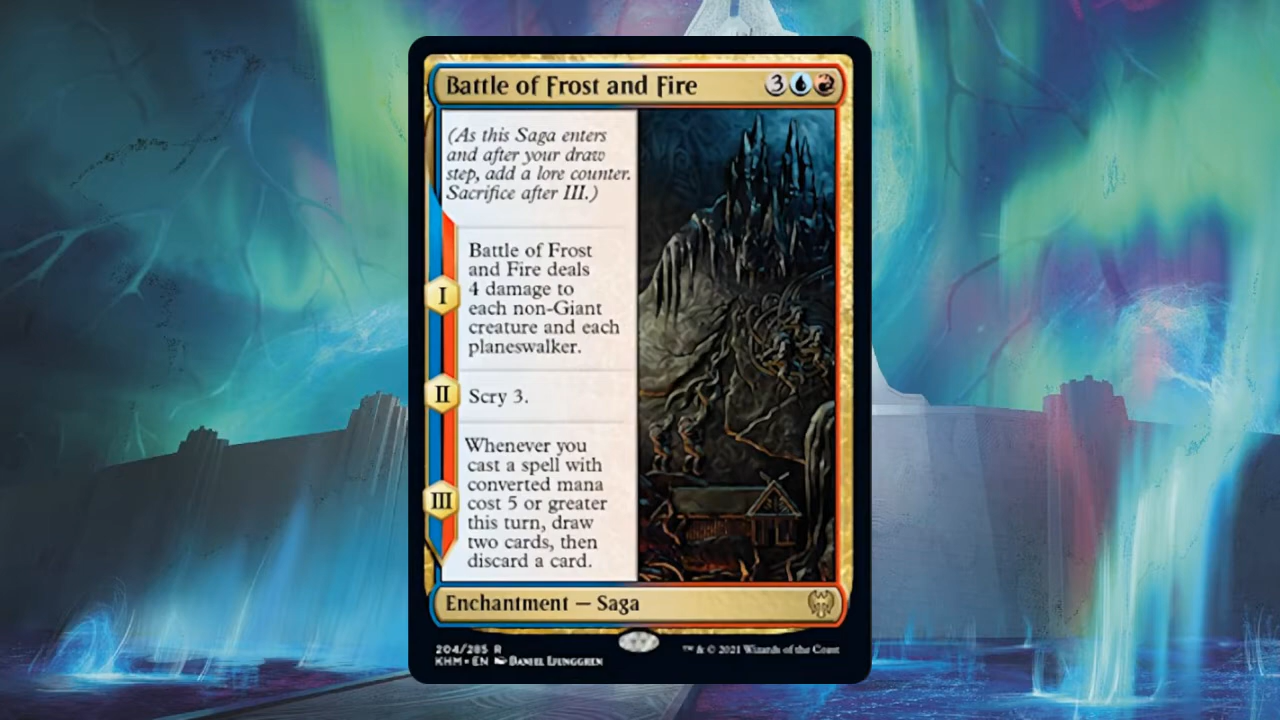 Battle of Frost and Fire 3
(As this Saga enters
and after your draw
step, add a lore counter.
Sacrifice after III.)
Battle of Frost
and Fire deals
I
4 damage to
each non-Giant
creature and each
planeswalker.
II Scry 3.
Whenever you
cast a spell with
converted mana
III cost 5 or greater
this turn, draw
two cards, then
discard a card.
Enchantment — Saga
204/285 R
KHM • EN Daniel Ljunggren
™ & © 2021 Wizards of the Coast